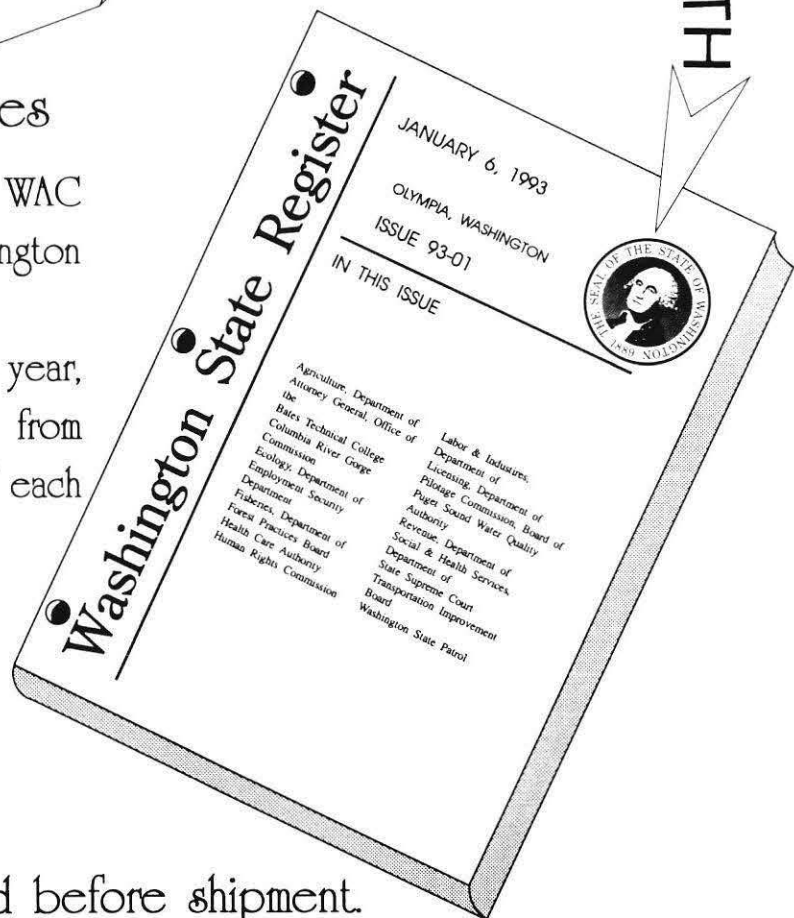 TH
es
WAC
ngton
year,
from
each
Washington State Register
JANUARY 6, 1993
OLYMPIA, WASHINGTON
ISSUE 93-01
IN THIS ISSUE
THE SEAL OF THE STATE OF WASHINGTON 1889
Agriculture, Department of
Attorney General, Office of
the
Bates Technical College
Columbia River Gorge
Commission
Ecology, Department of
Employment Security
Department
Fisheries, Department of
Forest Practices Board
Health Care Authority
Human Rights Commission
Labor & Industries,
Department of
Licensing, Department of
Pilotage Commission, Board of
Puget Sound Water Quality
Authority
Revenue, Department of
Social & Health Services,
Department of
State Supreme Court
Transportation Improvement
Board
Washington State Patrol
d before shipment.